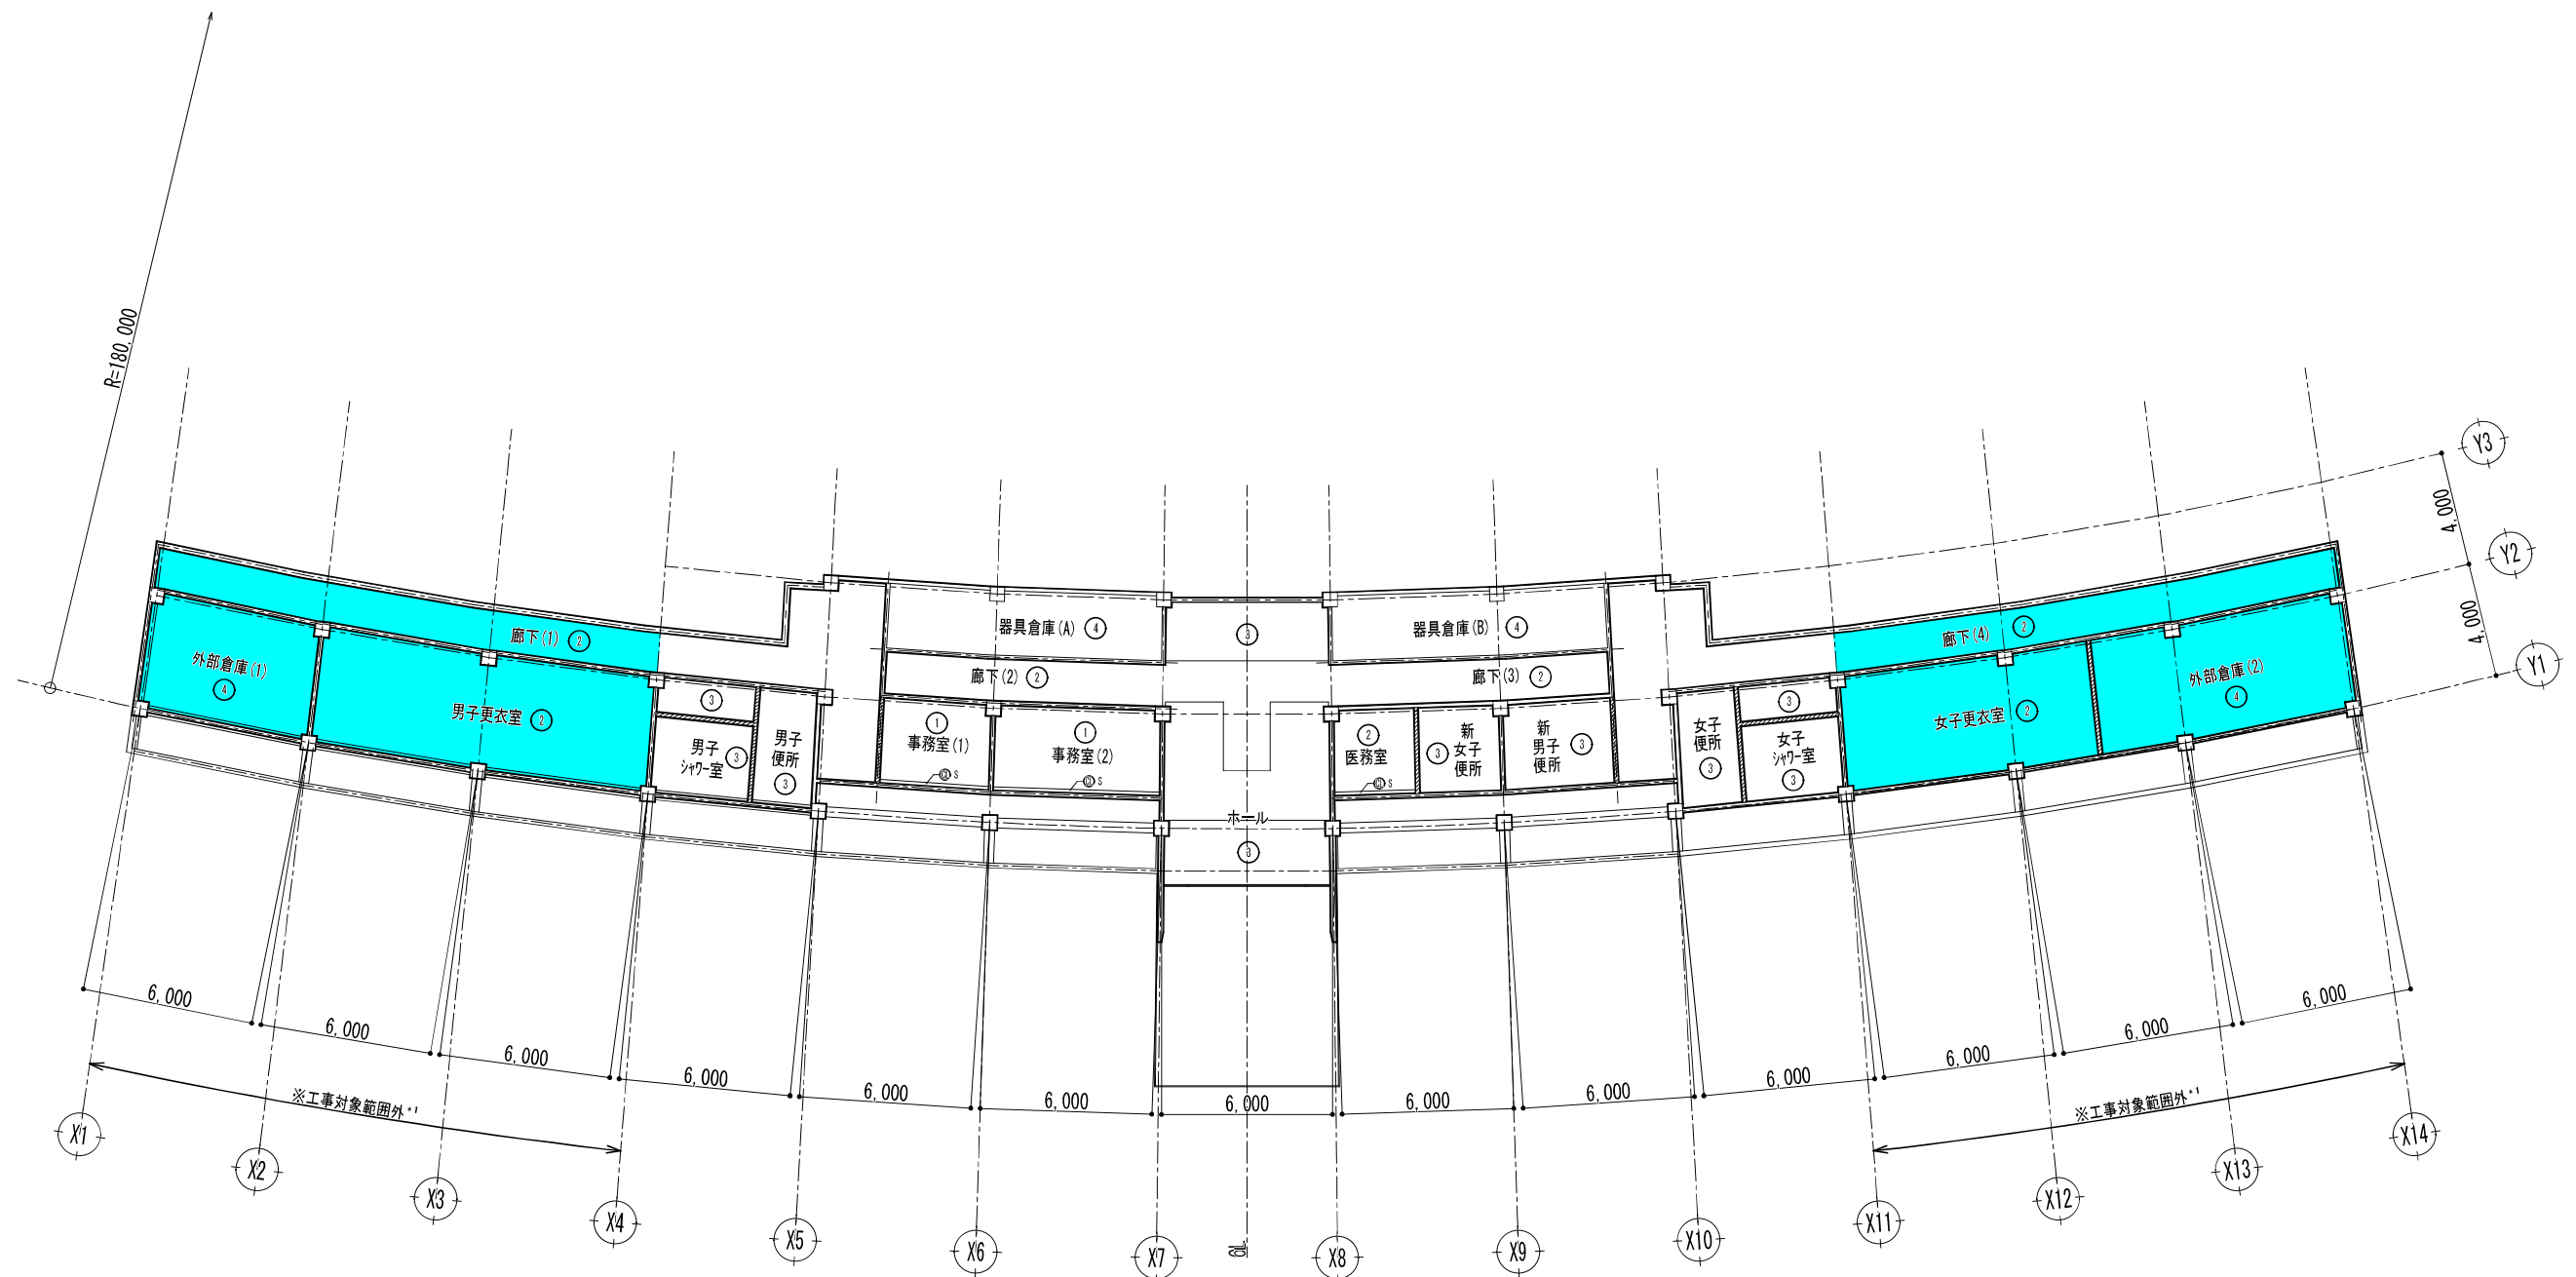 R=180,000
Y3
4,000
Y2
4,000
Y1
廊下(1) ②
外部倉庫(1)
④
男子更衣室 ②
③
男子
ｼｬﾜｰ室 ③
男子
便所
③
器具倉庫(A) ④
廊下(2) ②
①
事務室(1)
S
①
事務室(2)
S
③
ホール
③
器具倉庫(B) ④
廊下(3) ②
②
医務室
S
新
女子
便所
③
新
男子
便所
③
女子
便所
③
③
女子
ｼｬﾜｰ室
③
廊下(4) ②
女子更衣室 ②
外部倉庫(2)
④
6,000
6,000
6,000
6,000
6,000
6,000
6,000
6,000
6,000
6,000
6,000
6,000
6,000
※工事対象範囲外*1
※工事対象範囲外*1
X1
X2
X3
X4
X5
X6
X7
X8
X9
X10
X11
X12
X13
X14